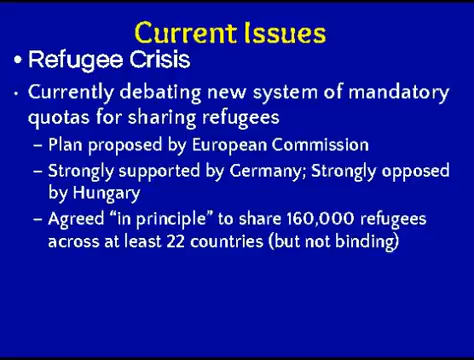 Current Issues
• Refugee Crisis
• Currently debating new system of mandatory
quotas for sharing refugees
– Plan proposed by European Commission
– Strongly supported by Germany; Strongly opposed
by Hungary
– Agreed “in principle” to share 160,000 refugees
across at least 22 countries (but not binding)